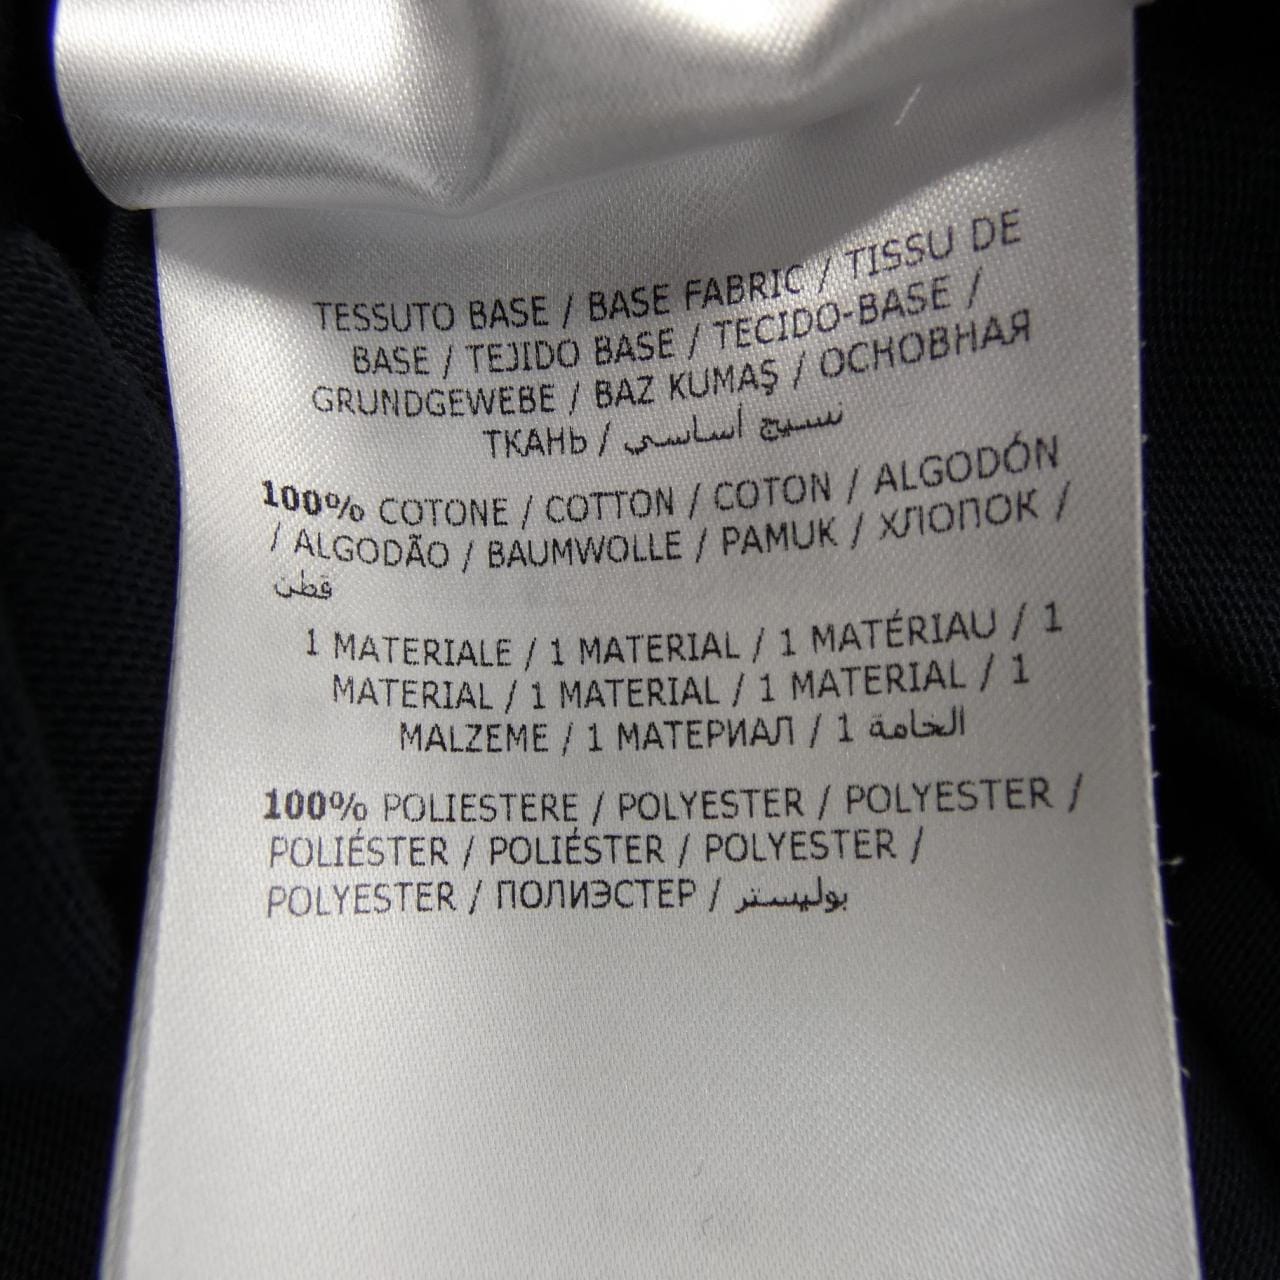 TESSUTO BASE / BASE FABRIC / TISSU DE
BASE / TEJIDO BASE / TECIDO-BASE /
GRUNDGEWEBE / BAZ KUMAŞ / ОСНОВНАЯ
ТКАНЬ / نسيج أساسي
100% COTONE / COTTON / COTON / ALGODÓN
/ ALGODÃO / BAUMWOLLE / PAMUK / ХЛОПОК /
قطن
1 MATERIALE / 1 MATERIAL / 1 MATÉRIAU / 1
MATERIAL / 1 MATERIAL / 1 MATERIAL / 1
MALZEME / 1 МАТЕРИАЛ / 1 الخامة
100% POLIESTERE / POLYESTER / POLYESTER /
POLIÉSTER / POLIÉSTER / POLYESTER /
POLYESTER / ПОЛИЭСТЕР / بوليستر